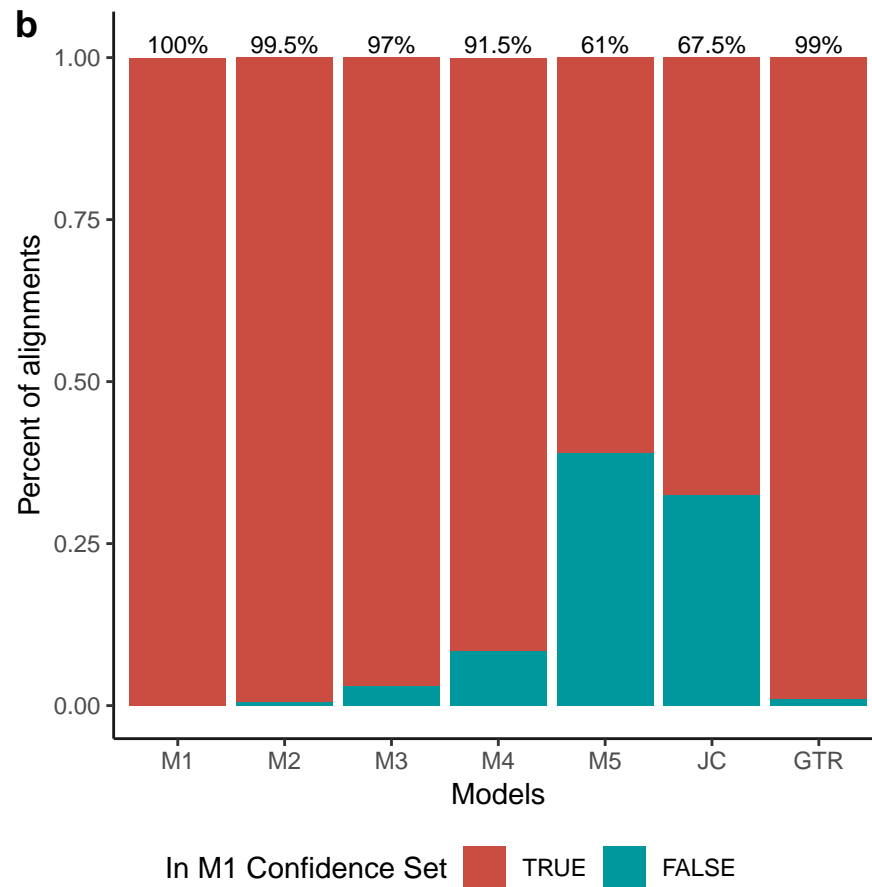 b
100% 99.5% 97% 91.5% 61% 67.5% 99%
1.00
0.75
0.50
0.25
0.00
Percent of alignments
M1 M2 M3 M4 M5 JC GTR
Models
In M1 Confidence Set TRUE FALSE